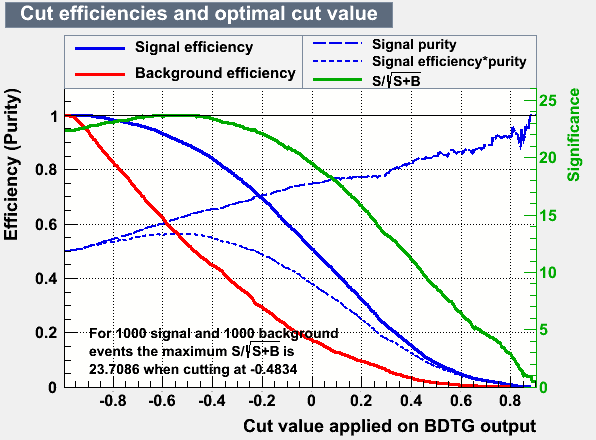 Cut efficiencies and optimal cut value
Signal efficiency
Background efficiency
Signal purity
Signal efficiency*purity
S/√S+B
Efficiency (Purity)
1
0.8
0.6
0.4
0.2
0
For 1000 signal and 1000 background
events the maximum S/√S+B is
23.7086 when cutting at -0.4834
25
20
15
10
5
0
Significance
-0.8 -0.6 -0.4 -0.2 0 0.2 0.4 0.6 0.8
Cut value applied on BDTG output